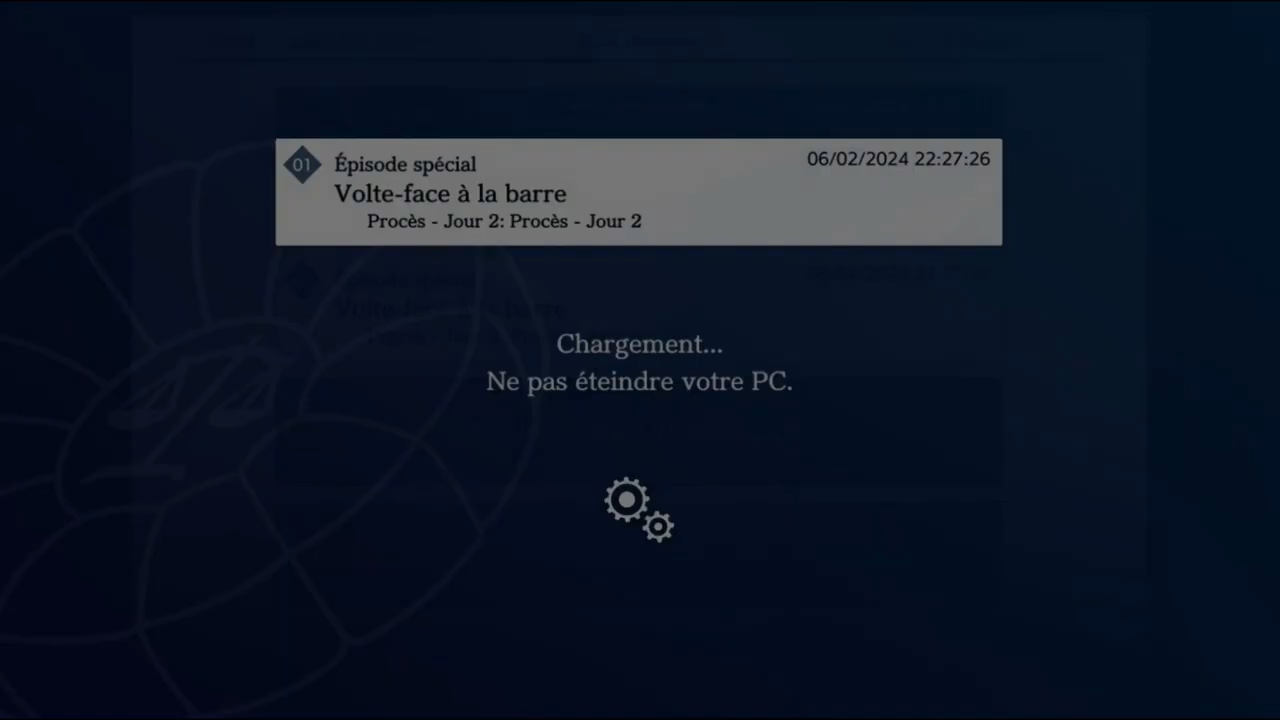 01
Épisode spécial
06/02/2024 22:27:26
Volte-face à la barre
Procès - Jour 2: Procès - Jour 2
Chargement...
Ne pas éteindre votre PC.